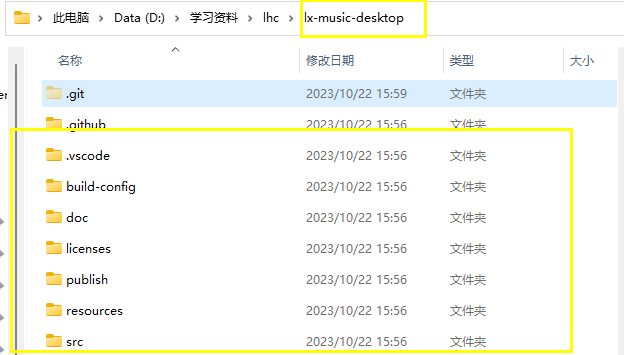 此电脑 > Data (D:) > 学习资料 > lhc > lx-music-desktop
名称 修改日期 类型 大小
.git 2023/10/22 15:59 文件夹
.github 2023/10/22 15:56 文件夹
.vscode 2023/10/22 15:56 文件夹
build-config 2023/10/22 15:56 文件夹
doc 2023/10/22 15:56 文件夹
licenses 2023/10/22 15:56 文件夹
publish 2023/10/22 15:56 文件夹
resources 2023/10/22 15:56 文件夹
src 2023/10/22 15:56 文件夹